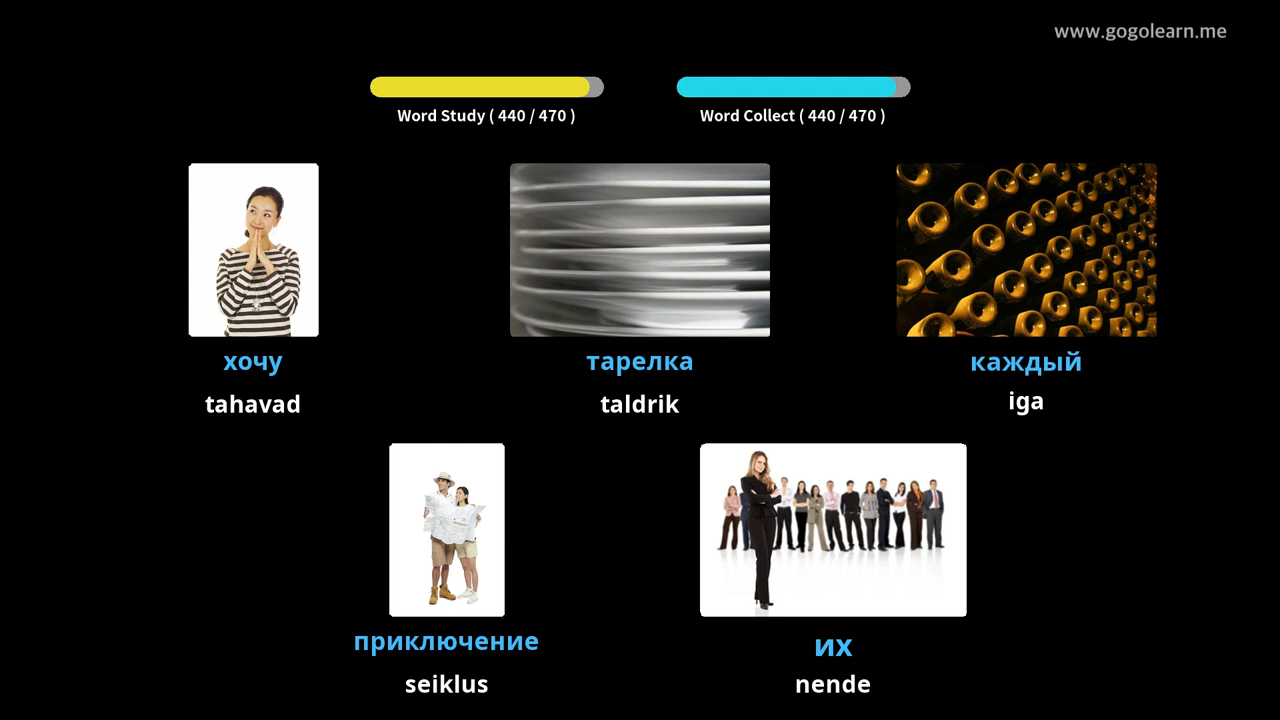 www.gogolearn.me
Word Study ( 440 / 470 )
Word Collect ( 440 / 470 )
хочу
tahavad
тарелка
taldrik
каждый
iga
приключение
seiklus
их
nende